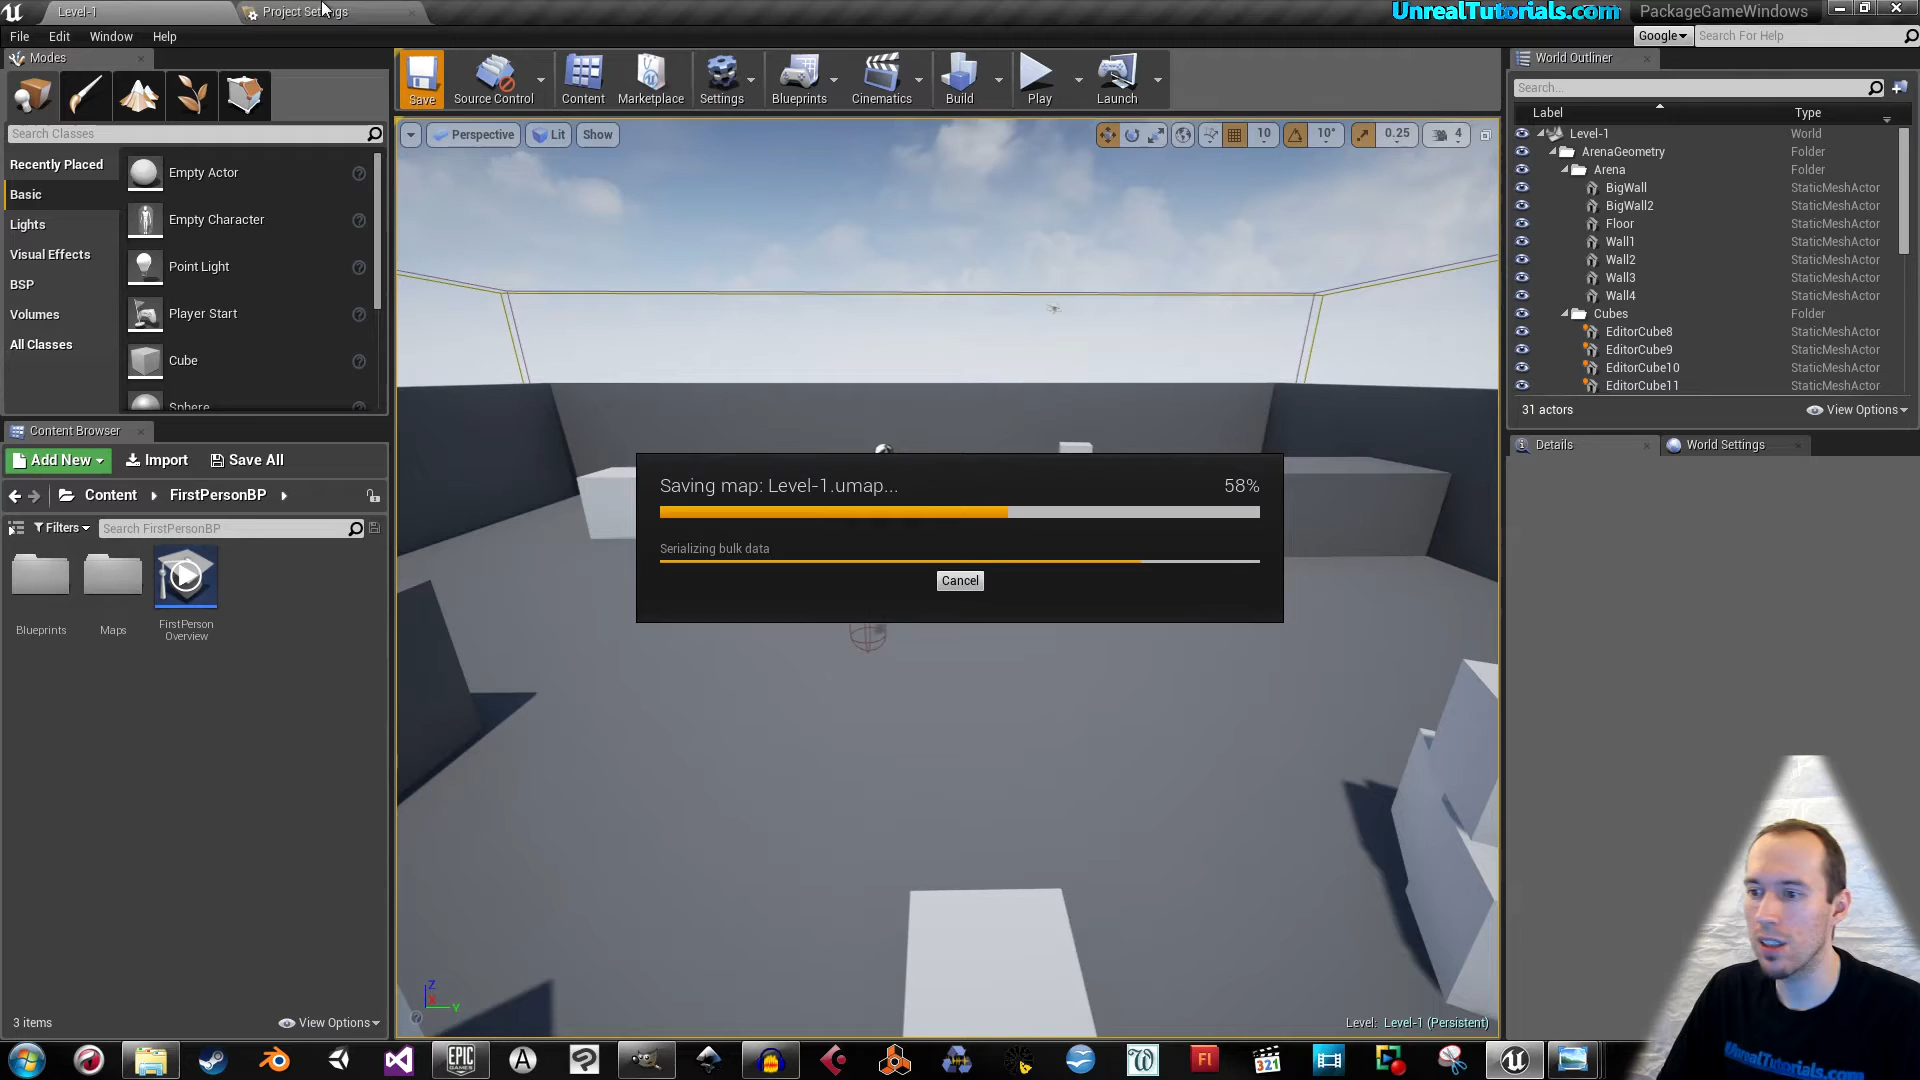 Level-1
Project Settings
UnrealTutorials.com
PackageGameWindows
File Edit Window Help
Google
Search For Help
Modes
Search Classes
Recently Placed
Basic
Lights
Visual Effects
BSP
Volumes
All Classes
Empty Actor
Empty Character
Point Light
Player Start
Cube
Sphere
Save
Source Control
Content
Marketplace
Settings
Blueprints
Cinematics
Build
Play
Launch
Perspective
Lit
Show
10
10°
0.25
4
World Outliner
Search...
Label Type
Level-1 World
ArenaGeometry Folder
Arena Folder
BigWall StaticMeshActor
BigWall2 StaticMeshActor
Floor StaticMeshActor
Wall1 StaticMeshActor
Wall2 StaticMeshActor
Wall3 StaticMeshActor
Wall4 StaticMeshActor
Cubes Folder
EditorCube8 StaticMeshActor
EditorCube9 StaticMeshActor
EditorCube10 StaticMeshActor
EditorCube11 StaticMeshActor
31 actors
View Options
Details
World Settings
Content Browser
Add New
Import
Save All
Content
FirstPersonBP
Filters
Search FirstPersonBP
Blueprints
Maps
FirstPerson
Overview
3 items
View Options
Saving map: Level-1.umap...
58%
Serializing bulk data
Cancel
Z
X
Y
Level: Level-1 (Persistent)
EPIC
GAMES
Fl
321
UnrealTutorials.com